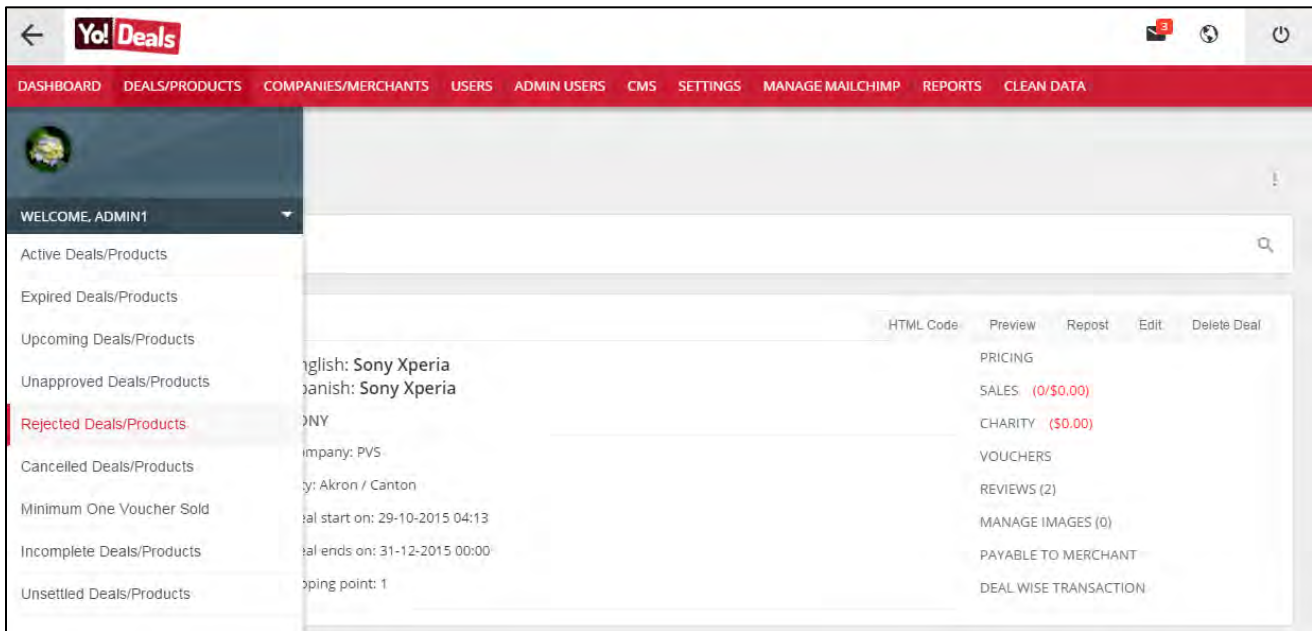 Yo! Deals
3
DASHBOARD DEALS/PRODUCTS COMPANIES/MERCHANTS USERS ADMIN USERS CMS SETTINGS MANAGE MAILCHIMP REPORTS CLEAN DATA
WELCOME, ADMIN1
Active Deals/Products
Expired Deals/Products
Upcoming Deals/Products
Unapproved Deals/Products
Rejected Deals/Products
Cancelled Deals/Products
Minimum One Voucher Sold
Incomplete Deals/Products
Unsettled Deals/Products
HTML Code Preview Repost Edit Delete Deal
nglish: Sony Xperia
panish: Sony Xperia
ONY
ompany: PVS
ty: Akron / Canton
eal start on: 29-10-2015 04:13
eal ends on: 31-12-2015 00:00
pping point: 1
PRICING
SALES (0/$0.00)
CHARITY ($0.00)
VOUCHERS
REVIEWS (2)
MANAGE IMAGES (0)
PAYABLE TO MERCHANT
DEAL WISE TRANSACTION